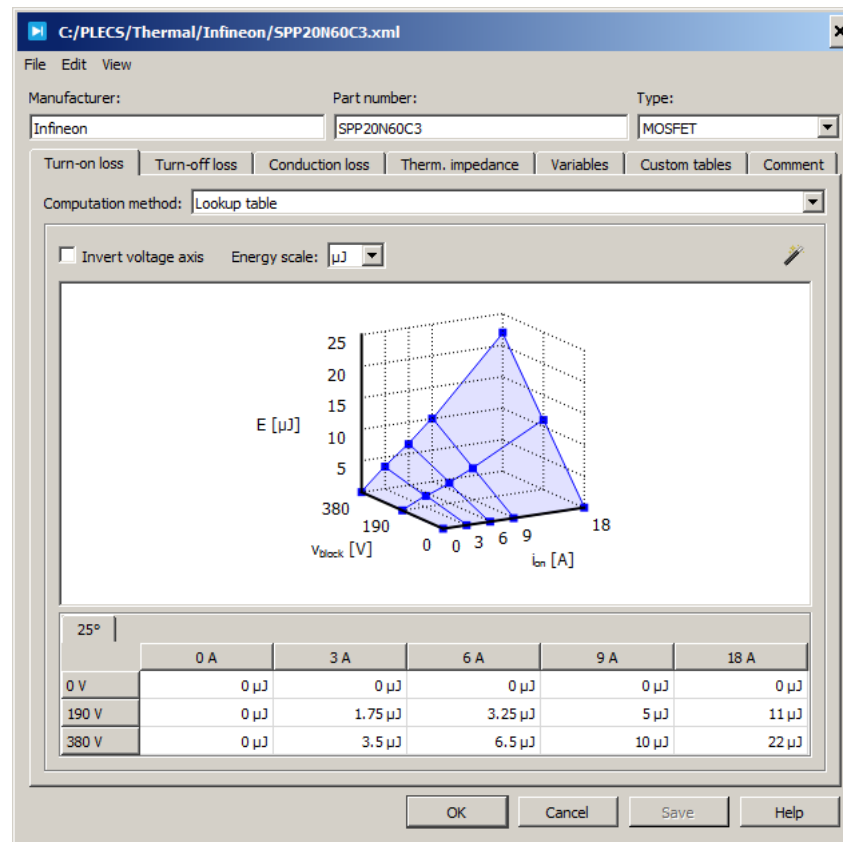 C:/PLECS/Thermal/Infineon/SPP20N60C3.xml
File Edit View
Manufacturer: Part number: Type:
Infineon SPP20N60C3 MOSFET
Turn-on loss Turn-off loss Conduction loss Therm. impedance Variables Custom tables Comment
Computation method: Lookup table
Invert voltage axis Energy scale: µJ
25
20
15
E [µJ] 10
5
380
190 18
0 0 3 6 9
Vblock [V] ion [A]
25°
0 A 3 A 6 A 9 A 18 A
0 V 0 µJ 0 µJ 0 µJ 0 µJ 0 µJ
190 V 0 µJ 1.75 µJ 3.25 µJ 5 µJ 11 µJ
380 V 0 µJ 3.5 µJ 6.5 µJ 10 µJ 22 µJ
OK Cancel Save Help